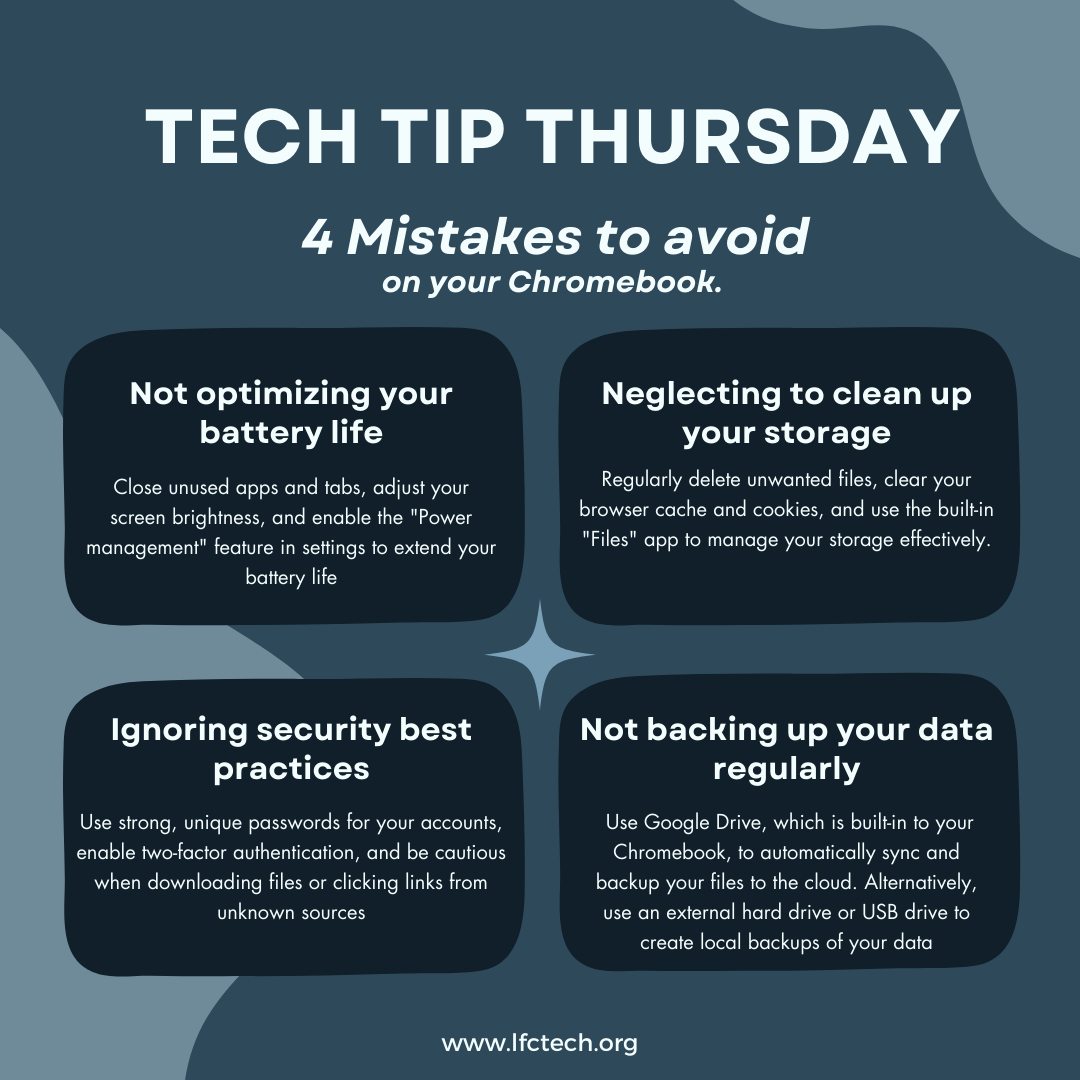 TECH TIP THURSDAY
4 Mistakes to avoid
on your Chromebook.
Not optimizing your
battery life
Close unused apps and tabs, adjust your
screen brightness, and enable the "Power
management" feature in settings to extend your
battery life
Neglecting to clean up
your storage
Regularly delete unwanted files, clear your
browser cache and cookies, and use the built-in
"Files" app to manage your storage effectively.
Ignoring security best
practices
Use strong, unique passwords for your accounts,
enable two-factor authentication, and be cautious
when downloading files or clicking links from
unknown sources
Not backing up your data
regularly
Use Google Drive, which is built-in to your
Chromebook, to automatically sync and
backup your files to the cloud. Alternatively,
use an external hard drive or USB drive to
create local backups of your data
www.lfctech.org